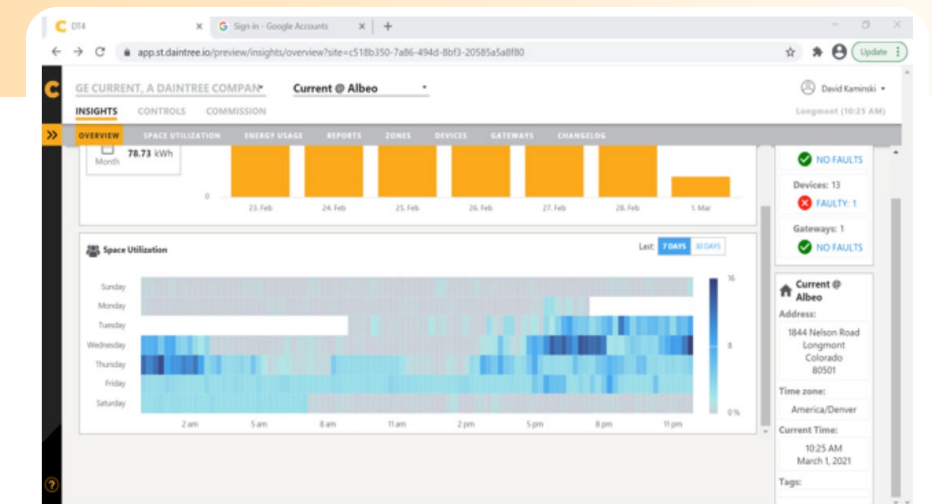 DT4
Sign in - Google Accounts
app.st.daintree.io/preview/insights/overview?site=c518b350-7a86-494d-8bf3-20585a5a8f80
Update
GE CURRENT, A DAINTREE COMPAN
Current @ Albeo
David Kaminski
INSIGHTS CONTROLS COMMISSION
Longmont (10:25 AM)
OVERVIEW SPACE UTILIZATION ENERGY USAGE REPORTS ZONES DEVICES GATEWAYS CHANGELOG
Month
78.73 kWh
0
23. Feb 24. Feb 25. Feb 26. Feb 27. Feb 28. Feb 1. Mar
Space Utilization
Last: 7 DAYS 30 DAYS
Sunday
Monday
Tuesday
Wednesday
Thursday
Friday
Saturday
2 am 5 am 8 am 11 am 2 pm 5 pm 8 pm 11 pm
16
8
0 %
NO FAULTS
Devices: 13
FAULTY: 1
Gateways: 1
NO FAULTS
Current @
Albeo
Address:
1844 Nelson Road
Longmont
Colorado
80501
Time zone:
America/Denver
Current Time:
10:25 AM
March 1, 2021
Tags: